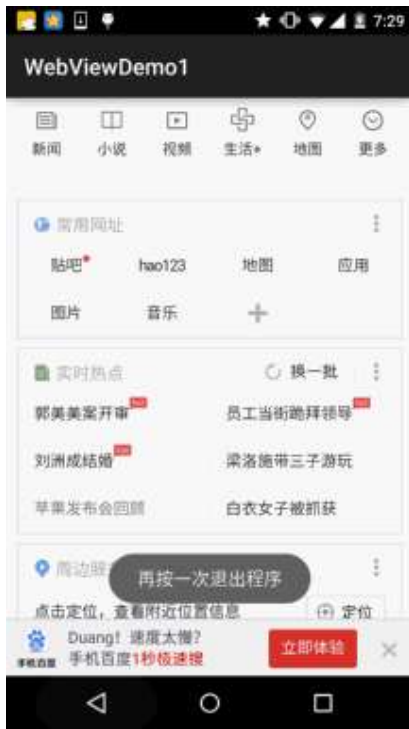 7:29
WebViewDemo1
新闻 小说 视频 生活+ 地图 更多
常用网址
贴吧 hao123 地图 应用
图片 音乐
实时热点 换一批
郭美美案开审 员工当街跪拜领导
刘洲成结婚 梁洛施带三子游玩
苹果发布会回顾 白衣女子被抓获
周边服
再按一次退出程序
点击定位，查看附近位置信息 定位
Duang！速度太慢？
手机百度1秒极速搜
立即体验
手机百度